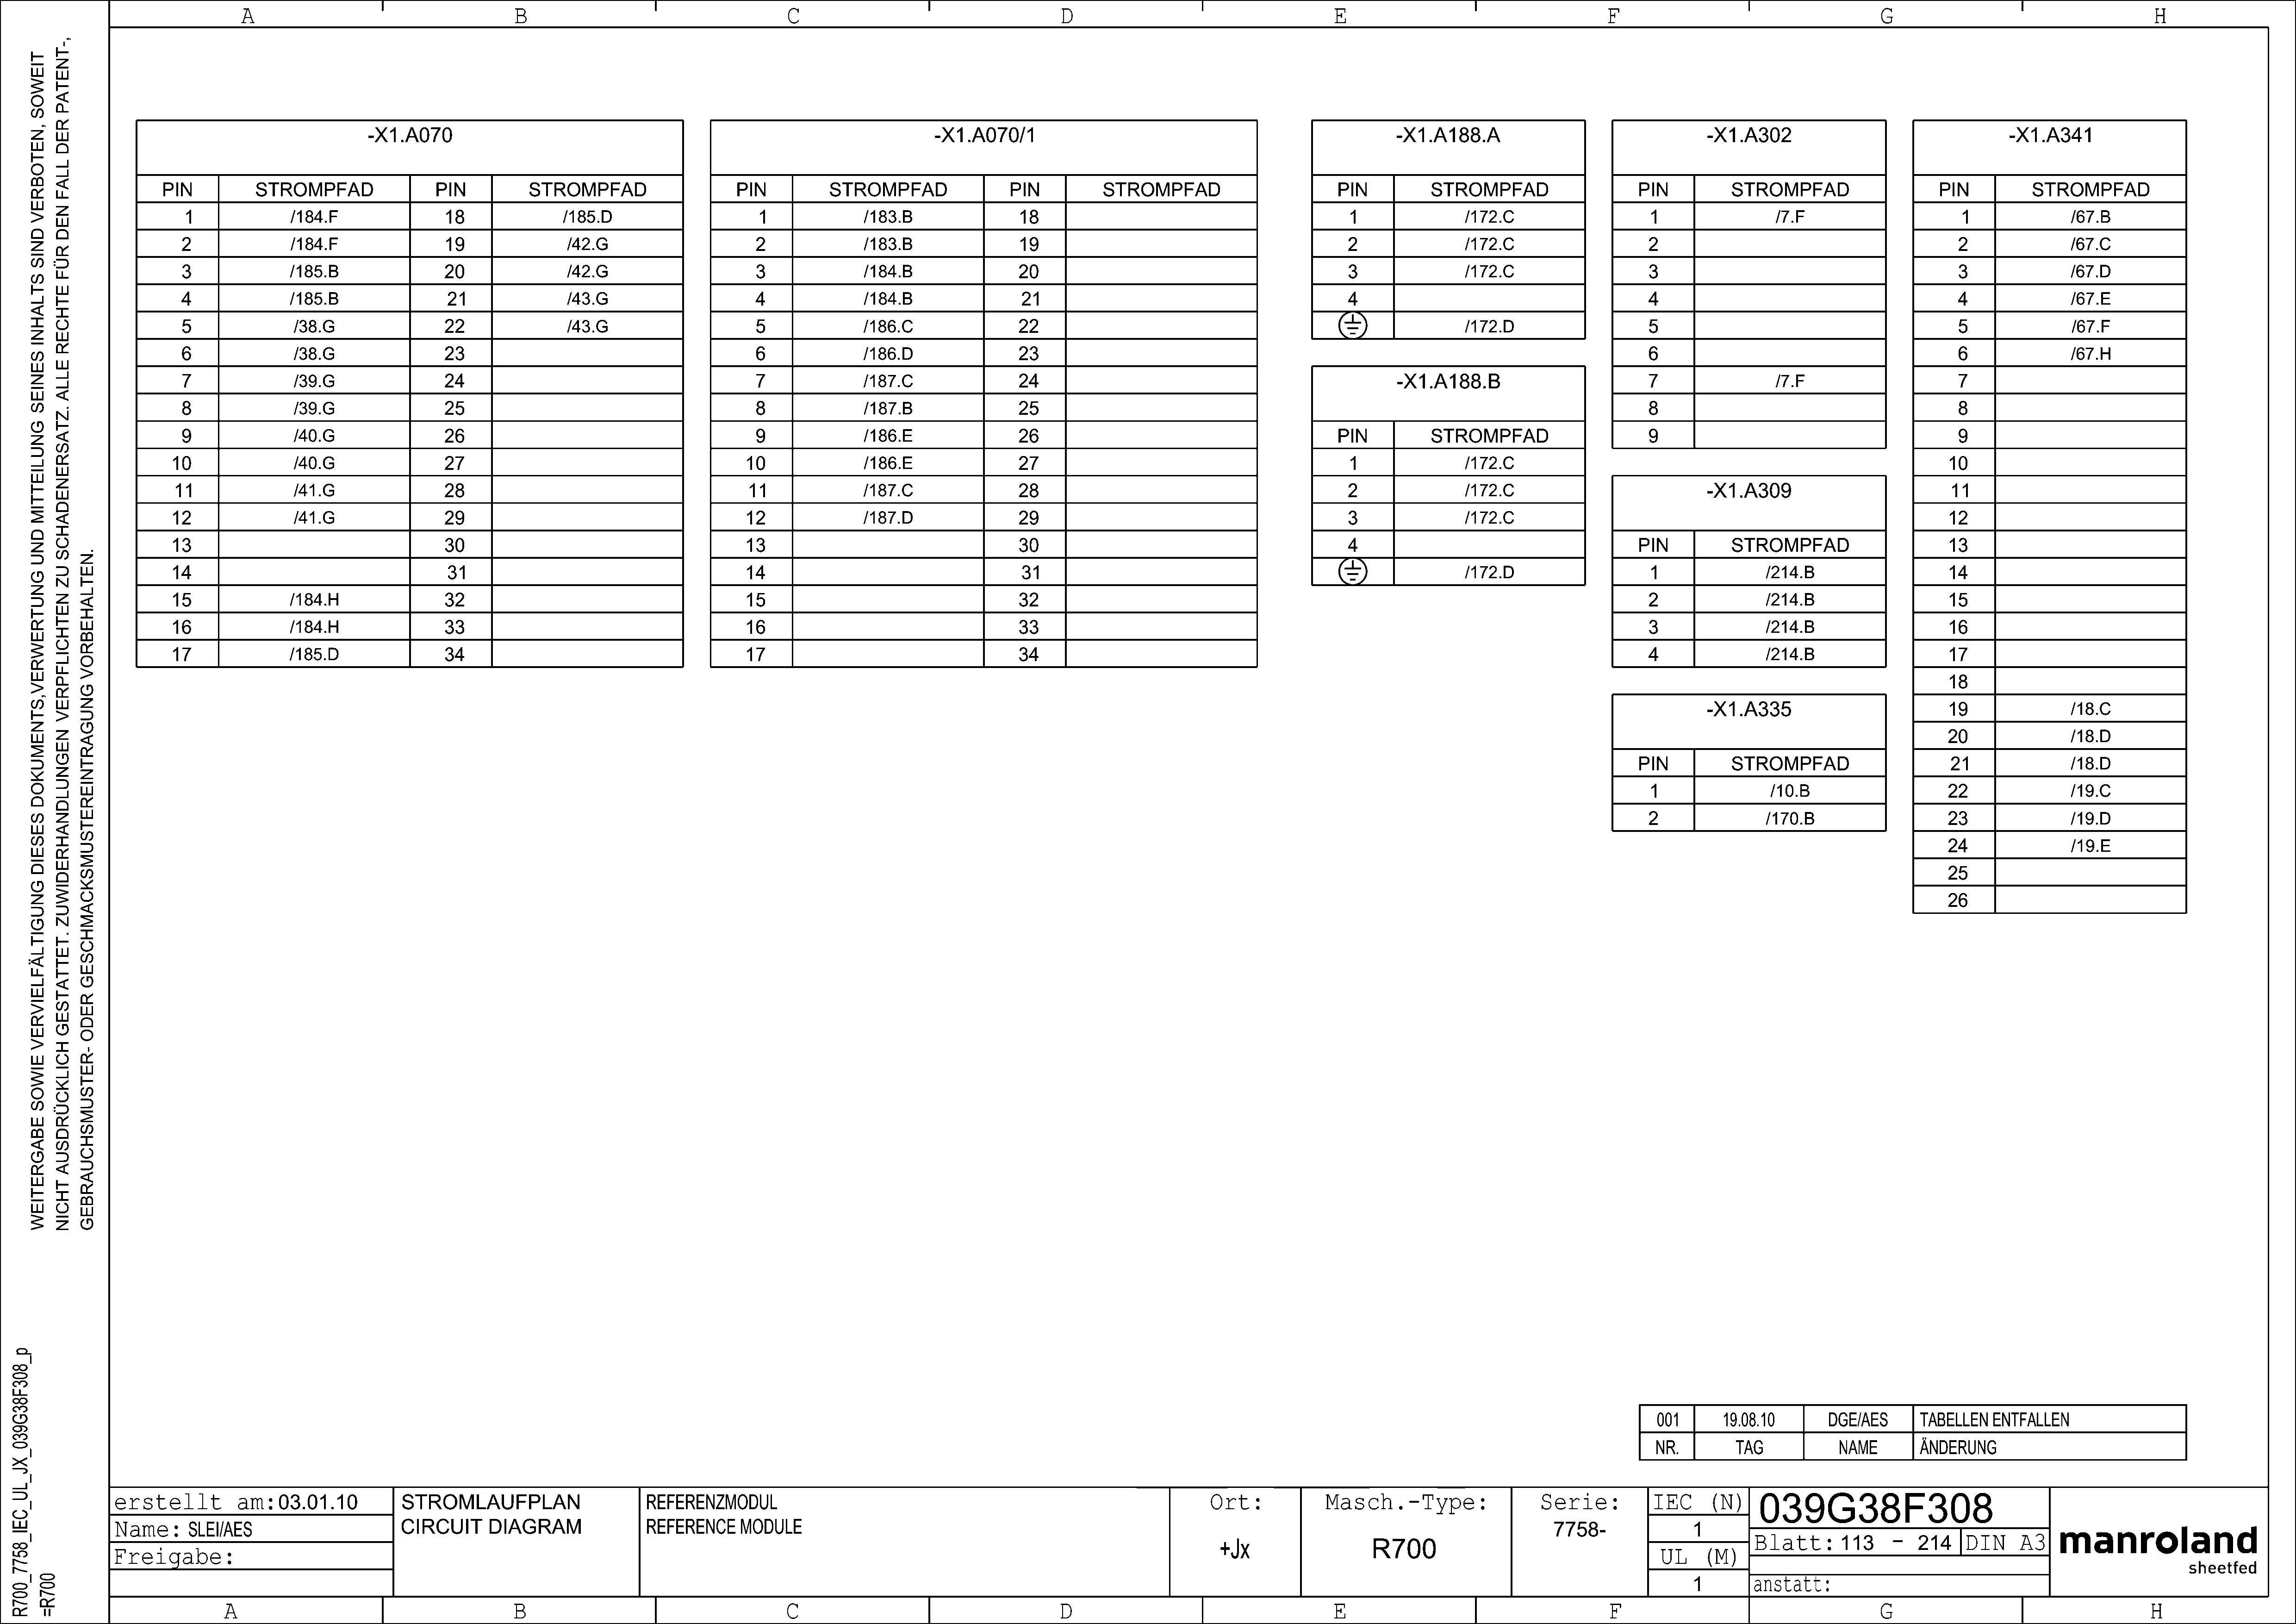 A B C D E F G H
WEITERGABE SOWIE VERVIELFÄLTIGUNG DIESES DOKUMENTS,VERWERTUNG UND MITTEILUNG SEINES INHALTS SIND VERBOTEN, SOWEIT
NICHT AUSDRÜCKLICH GESTATTET. ZUWIDERHANDLUNGEN VERPFLICHTEN ZU SCHADENERSATZ. ALLE RECHTE FÜR DEN FALL DER PATENT-,
GEBRAUCHSMUSTER- ODER GESCHMACKSMUSTEREINTRAGUNG VORBEHALTEN.
R700_7758_IEC_UL_JX_039G38F308_p
=R700
-X1.A070
PIN STROMPFAD PIN STROMPFAD
1 /184.F 18 /185.D
2 /184.F 19 /42.G
3 /185.B 20 /42.G
4 /185.B 21 /43.G
5 /38.G 22 /43.G
6 /38.G 23
7 /39.G 24
8 /39.G 25
9 /40.G 26
10 /40.G 27
11 /41.G 28
12 /41.G 29
13 30
14 31
15 /184.H 32
16 /184.H 33
17 /185.D 34
-X1.A070/1
PIN STROMPFAD PIN STROMPFAD
1 /183.B 18
2 /183.B 19
3 /184.B 20
4 /184.B 21
5 /186.C 22
6 /186.D 23
7 /187.C 24
8 /187.B 25
9 /186.E 26
10 /186.E 27
11 /187.C 28
12 /187.D 29
13 30
14 31
15 32
16 33
17 34
-X1.A188.A
PIN STROMPFAD
1 /172.C
2 /172.C
3 /172.C
4
/172.D
-X1.A188.B
PIN STROMPFAD
1 /172.C
2 /172.C
3 /172.C
4
/172.D
-X1.A302
PIN STROMPFAD
1 /7.F
2
3
4
5
6
7 /7.F
8
9
-X1.A309
PIN STROMPFAD
1 /214.B
2 /214.B
3 /214.B
4 /214.B
-X1.A335
PIN STROMPFAD
1 /10.B
2 /170.B
-X1.A341
PIN STROMPFAD
1 /67.B
2 /67.C
3 /67.D
4 /67.E
5 /67.F
6 /67.H
7
8
9
10
11
12
13
14
15
16
17
18
19 /18.C
20 /18.D
21 /18.D
22 /19.C
23 /19.D
24 /19.E
25
26
001 19.08.10 DGE/AES TABELLEN ENTFALLEN
NR. TAG NAME ÄNDERUNG
erstellt am: 03.01.10
Name: SLEI/AES
Freigabe:
STROMLAUFPLAN
CIRCUIT DIAGRAM
REFERENZMODUL
REFERENCE MODULE
Ort:
+Jx
Masch.-Type:
R700
Serie:
7758-
IEC (N)
1
UL (M)
1
039G38F308
Blatt: 113 - 214 DIN A3
anstatt:
manroland
sheetfed
A B C D E F G H